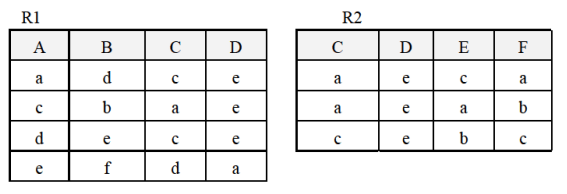 R1 R2
A B C D C D E F
a d c e a e c a
c b a e a e a b
d e c e c e b c
e f d a